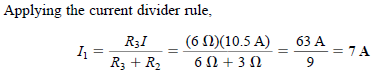 Applying the current divider rule,
I₁ = R₃I / (R₃ + R₂) = (6 Ω)(10.5 A) / (6 Ω + 3 Ω) = 63 A / 9 = 7 A